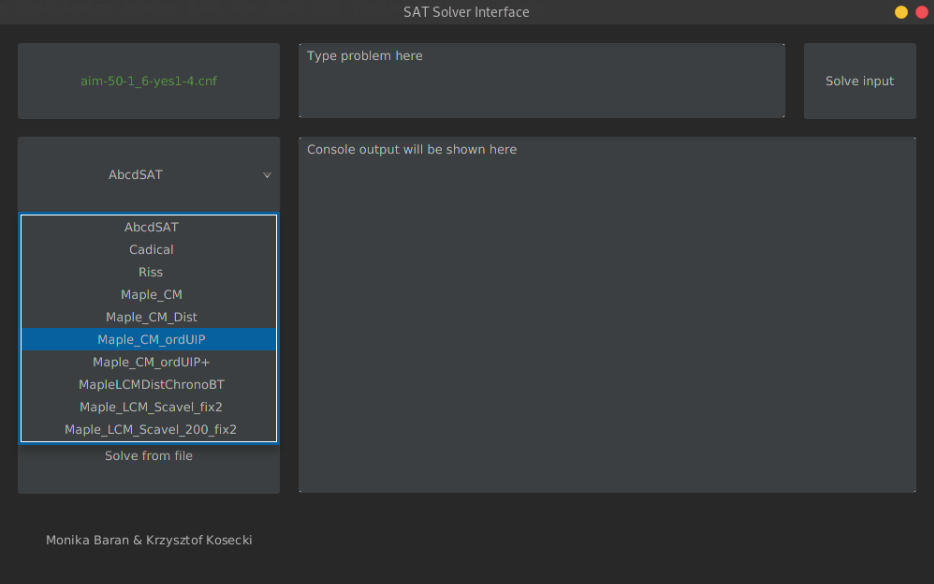 SAT Solver Interface
aim-50-1_6-yes1-4.cnf
Type problem here
Solve input
AbcdSAT
Console output will be shown here
AbcdSAT
Cadical
Riss
Maple_CM
Maple_CM_Dist
Maple_CM_ordUIP
Maple_CM_ordUIP+
MapleLCMDistChronoBT
Maple_LCM_Scavel_fix2
Maple_LCM_Scavel_200_fix2
Solve from file
Monika Baran & Krzysztof Kosecki